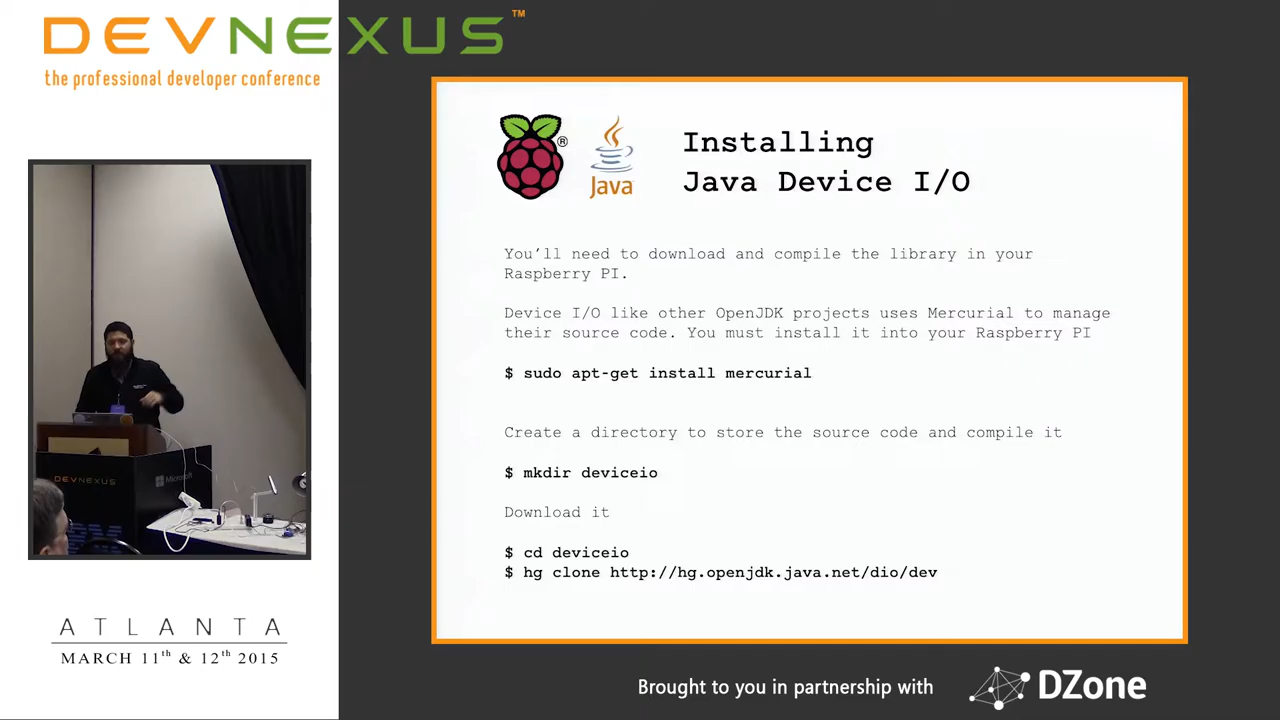 DEVNEXUS™
the professional developer conference
Installing
Java Device I/O
®
Java
You'll need to download and compile the library in your
Raspberry PI.
Device I/O like other OpenJDK projects uses Mercurial to manage
their source code. You must install it into your Raspberry PI
$ sudo apt-get install mercurial
Create a directory to store the source code and compile it
$ mkdir deviceio
Download it
$ cd deviceio
$ hg clone http://hg.openjdk.java.net/dio/dev
DEVNEXUS
Microsoft
ATLANTA
MARCH 11th & 12th 2015
Brought to you in partnership with
DZone